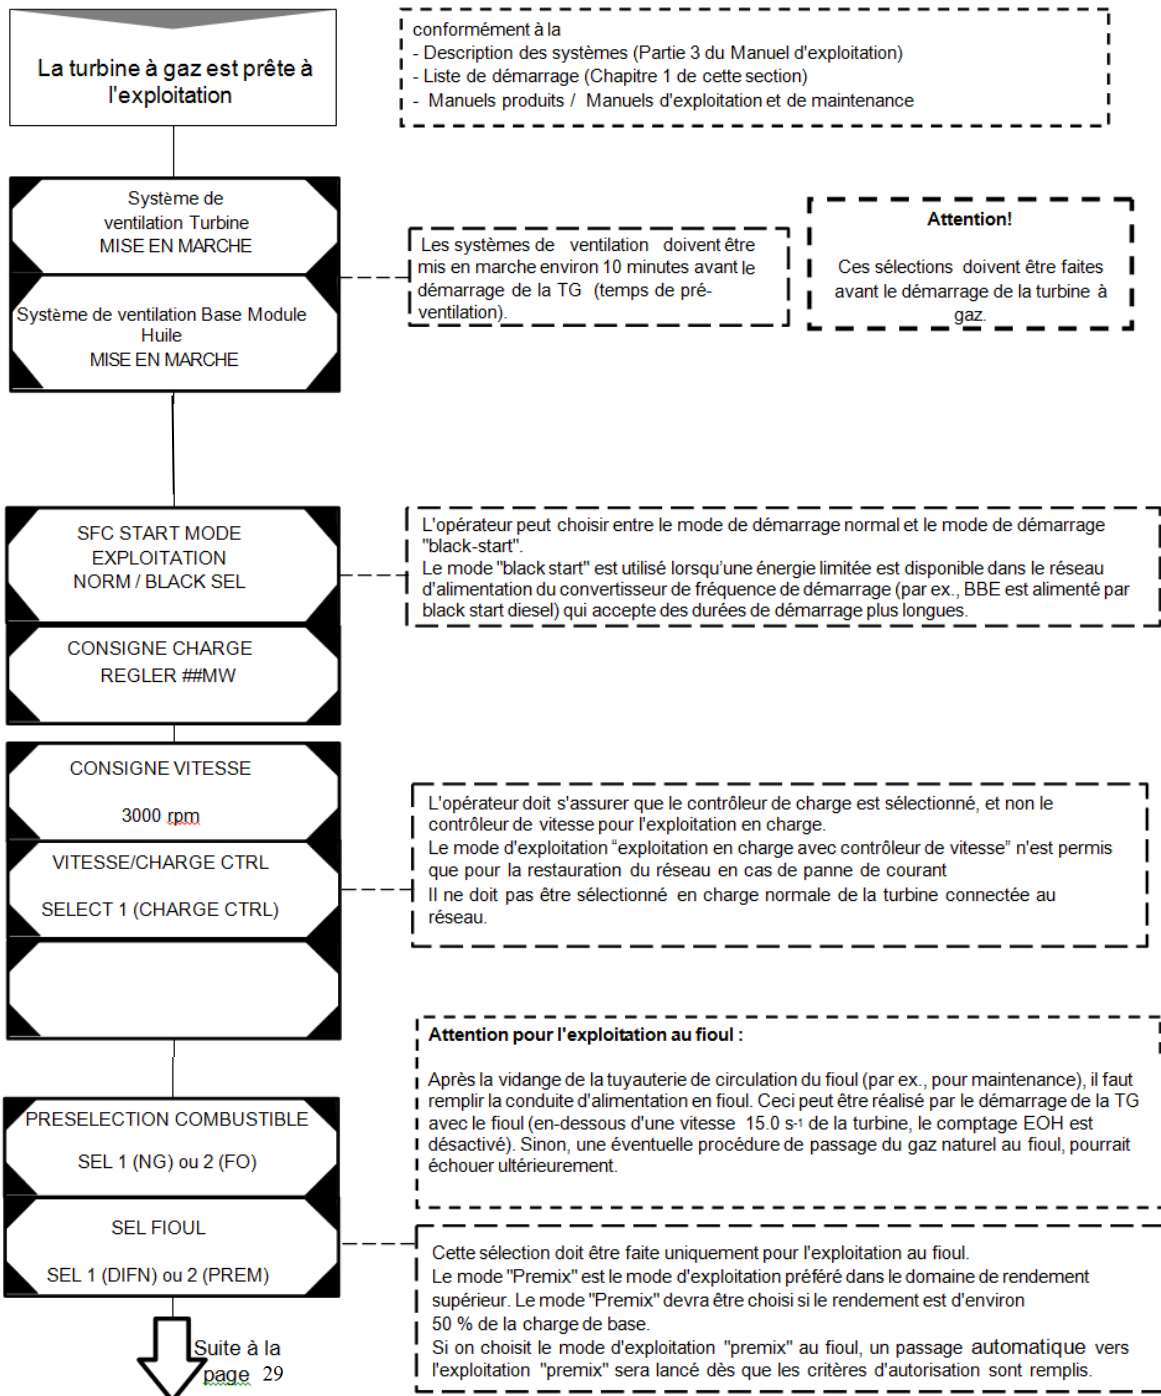 La turbine à gaz est prête à
l'exploitation
conformément à la
- Description des systèmes (Partie 3 du Manuel d'exploitation)
- Liste de démarrage (Chapitre 1 de cette section)
- Manuels produits / Manuels d'exploitation et de maintenance
Système de
ventilation Turbine
MISE EN MARCHE
Système de ventilation Base Module
Huile
MISE EN MARCHE
Les systèmes de ventilation doivent être
mis en marche environ 10 minutes avant le
démarrage de la TG (temps de pré-
ventilation).
Attention!
Ces sélections doivent être faites
avant le démarrage de la turbine à
gaz.
SFC START MODE
EXPLOITATION
NORM / BLACK SEL
L'opérateur peut choisir entre le mode de démarrage normal et le mode de démarrage
"black-start".
Le mode "black start" est utilisé lorsqu'une énergie limitée est disponible dans le réseau
d'alimentation du convertisseur de fréquence de démarrage (par ex., BBE est alimenté par
black start diesel) qui accepte des durées de démarrage plus longues.
CONSIGNE CHARGE
REGLER ##MW
CONSIGNE VITESSE
3000 rpm
VITESSE/CHARGE CTRL
SELECT 1 (CHARGE CTRL)
L'opérateur doit s'assurer que le contrôleur de charge est sélectionné, et non le
contrôleur de vitesse pour l'exploitation en charge.
Le mode d'exploitation “exploitation en charge avec contrôleur de vitesse” n'est permis
que pour la restauration du réseau en cas de panne de courant
Il ne doit pas être sélectionné en charge normale de la turbine connectée au
réseau.
Attention pour l'exploitation au fioul :
Après la vidange de la tuyauterie de circulation du fioul (par ex., pour maintenance), il faut
remplir la conduite d'alimentation en fioul. Ceci peut être réalisé par le démarrage de la TG
avec le fioul (en-dessous d'une vitesse 15.0 s-1 de la turbine, le comptage EOH est
désactivé). Sinon, une éventuelle procédure de passage du gaz naturel au fioul, pourrait
échouer ultérieurement.
PRESELECTION COMBUSTIBLE
SEL 1 (NG) ou 2 (FO)
SEL FIOUL
SEL 1 (DIFN) ou 2 (PREM)
Cette sélection doit être faite uniquement pour l'exploitation au fioul.
Le mode "Premix" est le mode d'exploitation préféré dans le domaine de rendement
supérieur. Le mode "Premix" devra être choisi si le rendement est d'environ
50 % de la charge de base.
Si on choisit le mode d'exploitation "premix" au fioul, un passage automatique vers
l'exploitation "premix" sera lancé dès que les critères d'autorisation sont remplis.
Suite à la
page 29